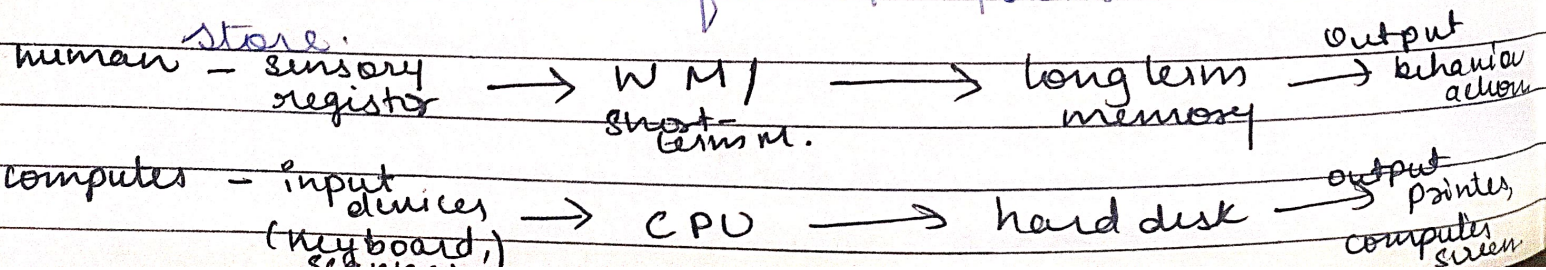 store.
human - sensory register → WM/ short-term M. → long term memory → output behavior action
computer - input devices (keyboard, → CPU → hard disk → output printer, computer screen